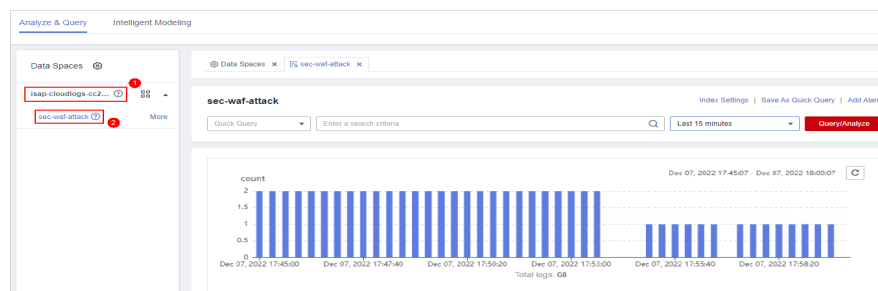 Analyze & Query Intelligent Modeling
Data Spaces
Data Spaces × sec-waf-attack ×
1
isap-cloudlogs-cc2...
sec-waf-attack More
2
sec-waf-attack
Index Settings | Save As Quick Query | Add Alarm
Quick Query Enter a search criteria Last 15 minutes Query/Analyze
Dec 07, 2022 17:45:07 - Dec 07, 2022 18:00:07
count
2
1.5
1
0.5
0
Dec 07, 2022 17:45:00 Dec 07, 2022 17:47:40 Dec 07, 2022 17:50:20 Dec 07, 2022 17:53:00 Dec 07, 2022 17:55:40 Dec 07, 2022 17:58:20
Total logs: 68